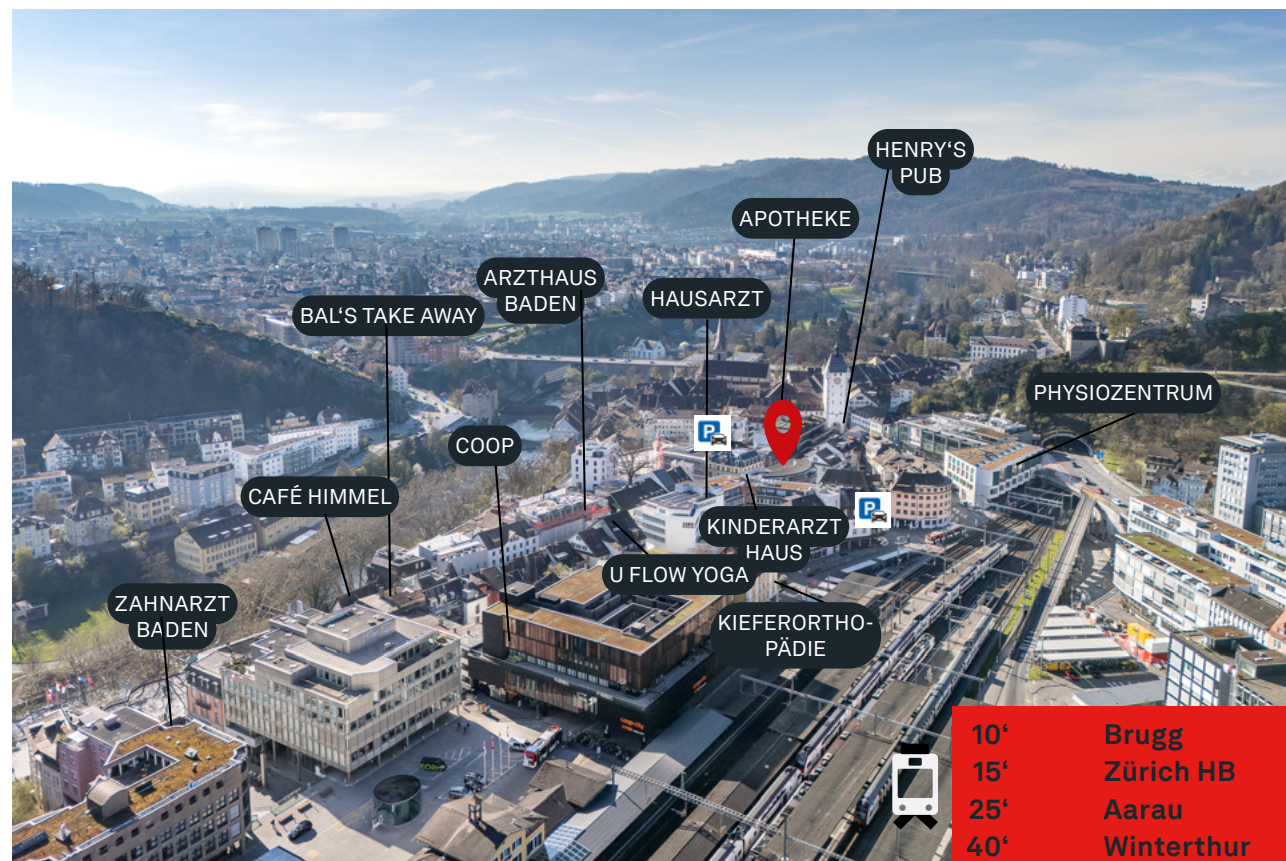 HENRY‘S
PUB
APOTHEKE
ARZTHAUS
BADEN
HAUSARZT
BAL‘S TAKE AWAY
PHYSIOZENTRUM
COOP
CAFÉ HIMMEL
P
P
KINDERARZT
HAUS
U FLOW YOGA
ZAHNARZT
BADEN
KIEFERORTHO-
PÄDIE
10‘ Brugg
15‘ Zürich HB
25‘ Aarau
40‘ Winterthur